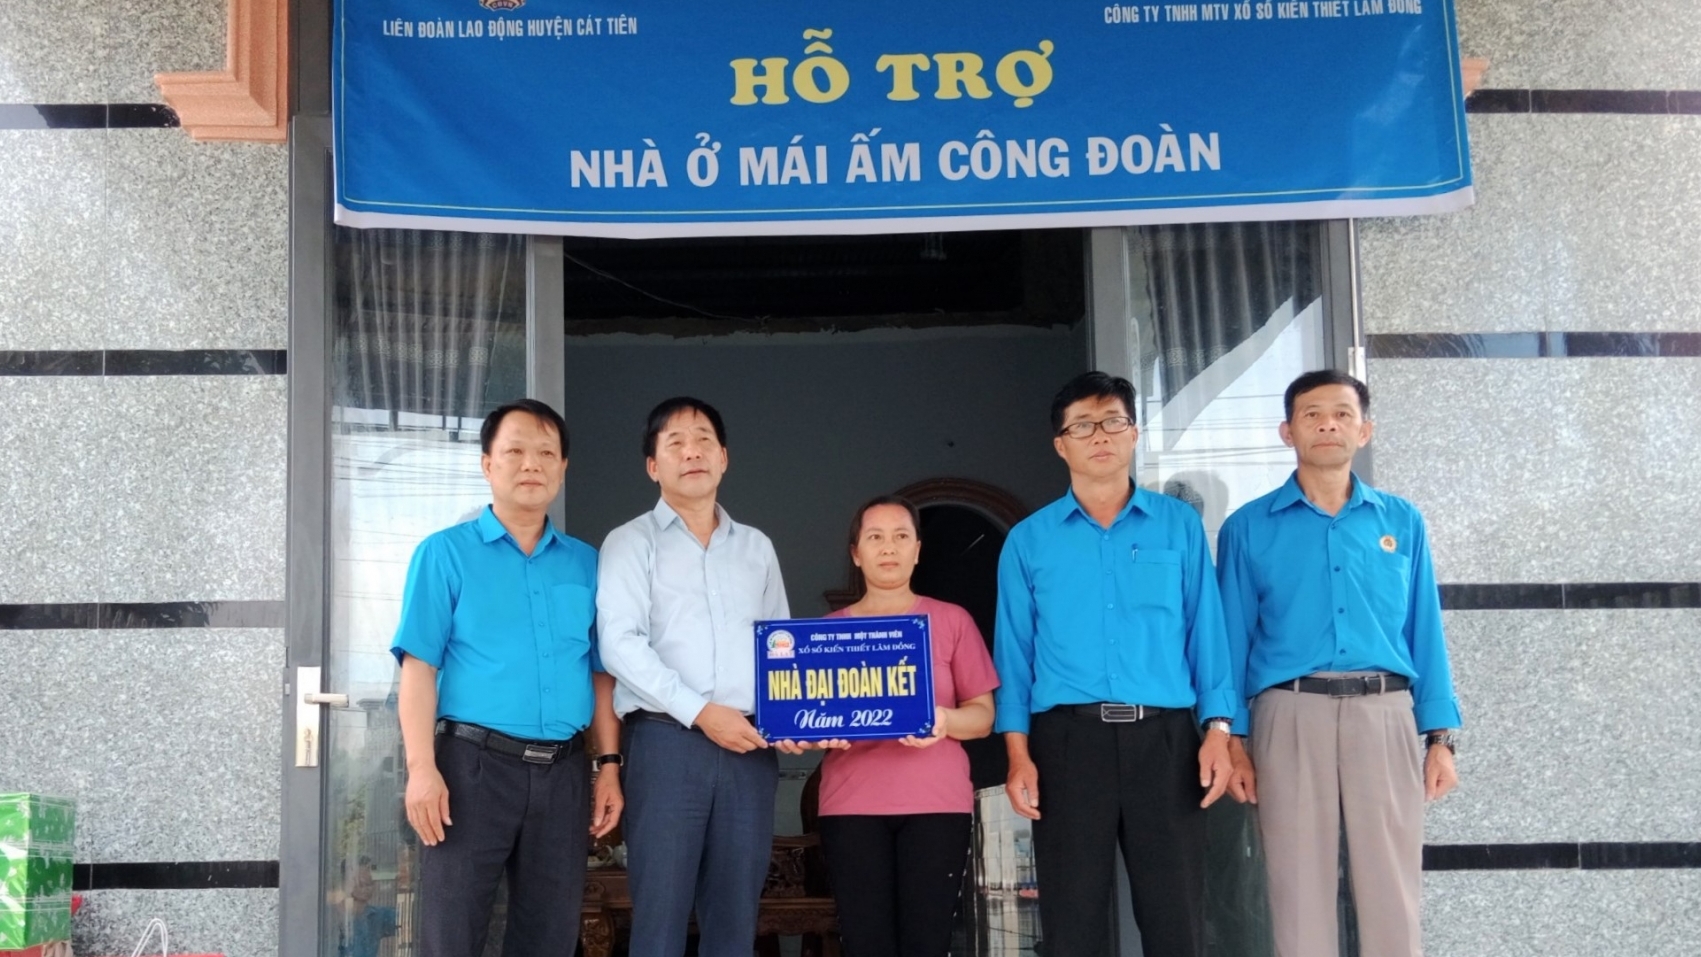 LIÊN ĐOÀN LAO ĐỘNG HUYỆN CÁT TIÊN
CÔNG TY TNHH MTV XỔ SỐ KIẾN THIẾT LÂM ĐỒNG
HỖ TRỢ
NHÀ Ở MÁI ẤM CÔNG ĐOÀN
CÔNG TY TNHH MỘT THÀNH VIÊN
XỔ SỐ KIẾN THIẾT LÂM ĐỒNG
NHÀ ĐẠI ĐOÀN KẾT
Năm 2022